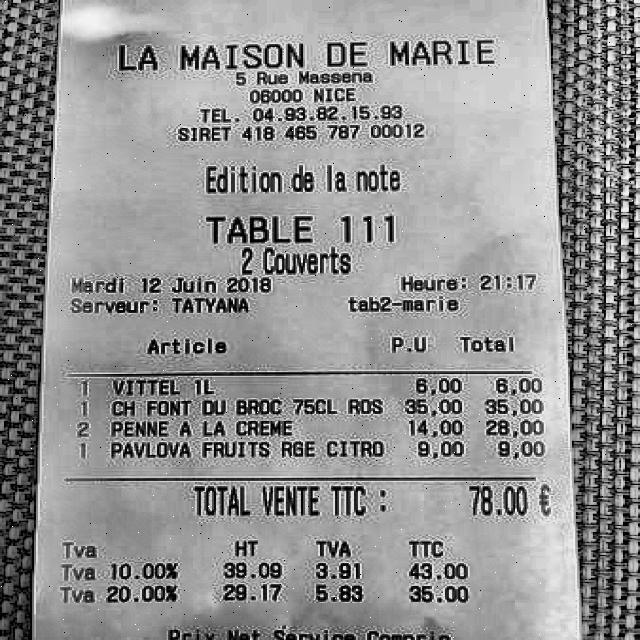 LA MAISON DE MARIE
5 Rue Massena
06000 NICE
TEL. 04.93.82.15.93
SIRET 418 465 787 00012
Edition de la note
TABLE 111
2 Couverts
Mardi 12 Juin 2018 Heure: 21:17
Serveur: TATYANA tab2-marie
Article P.U Total
1 VITTEL 1L 6,00 6,00
1 CH FONT DU BROC 75CL ROS 35,00 35,00
2 PENNE A LA CREME 14,00 28,00
1 PAVLOVA FRUITS RGE CITRO 9,00 9,00
TOTAL VENTE TTC : 78.00 €
Tva HT TVA TTC
Tva 10.00% 39.09 3.91 43.00
Tva 20.00% 29.17 5.83 35.00
Prix Net Service Compris